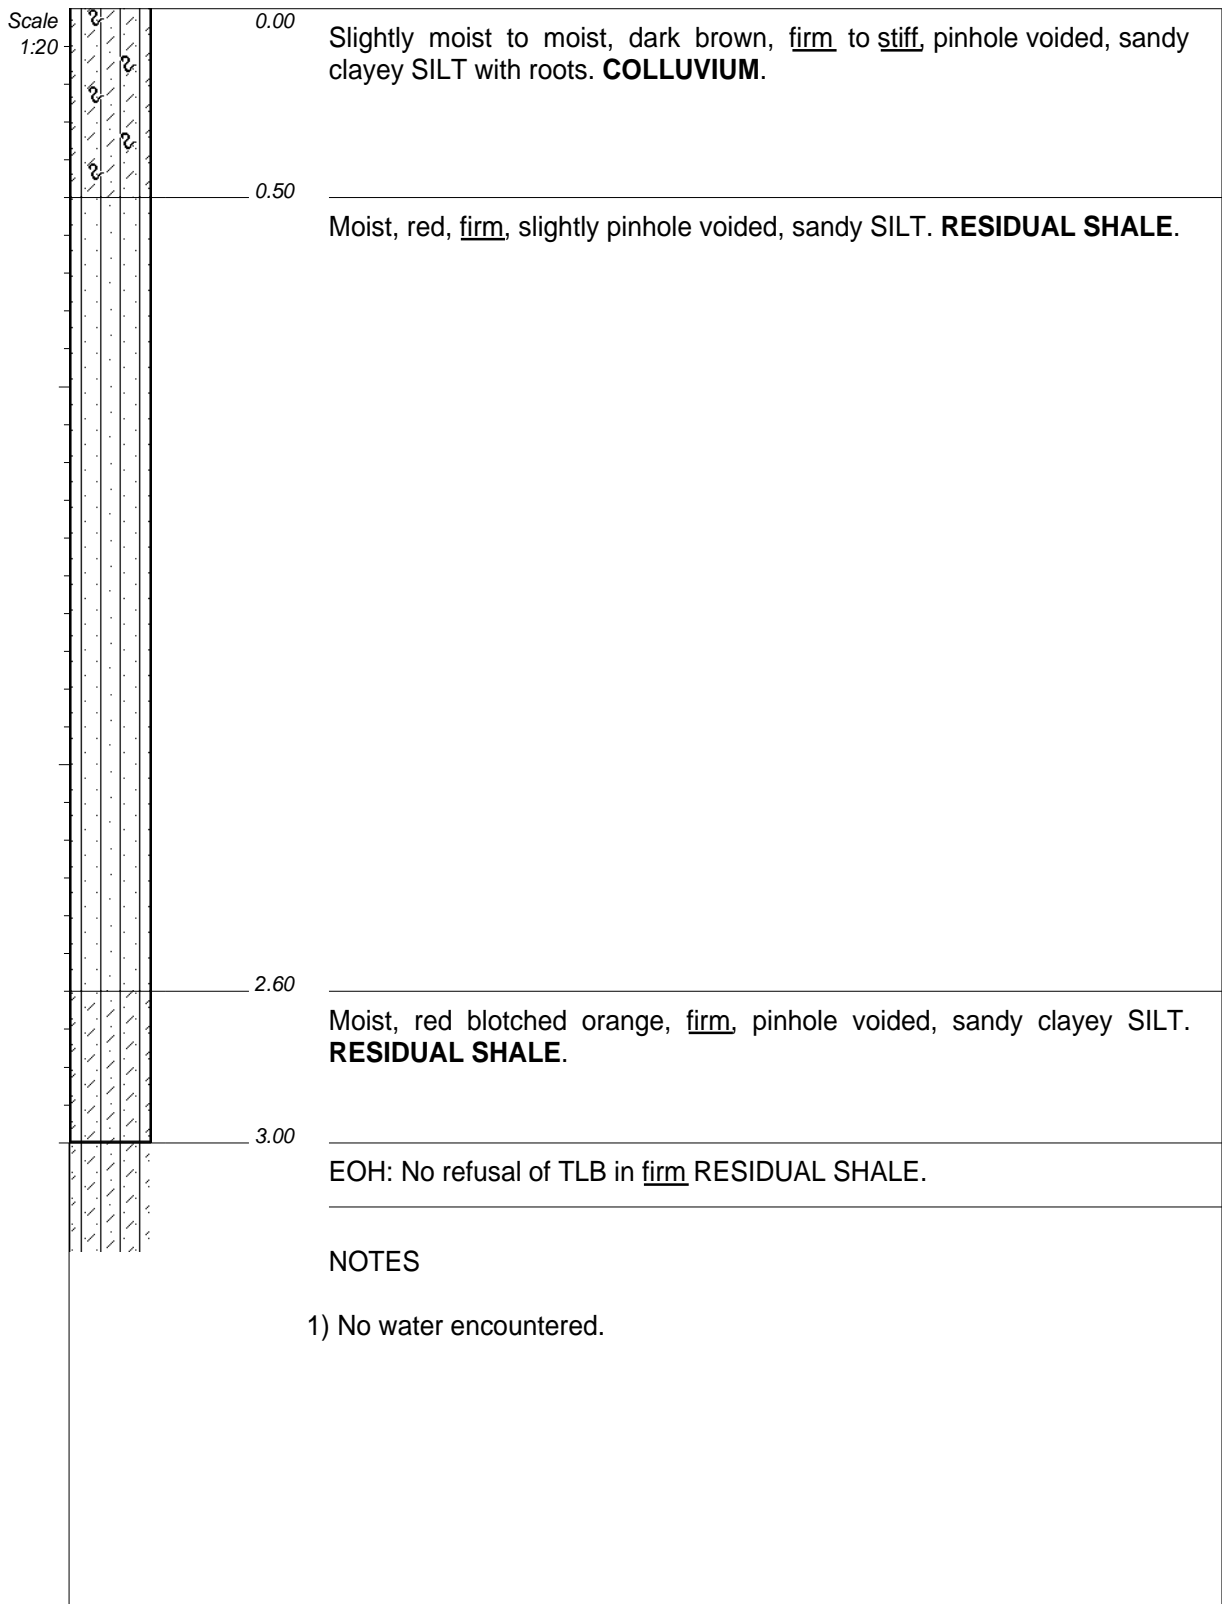 Scale
1:20
0.00
Slightly moist to moist, dark brown, firm to stiff, pinhole voided, sandy
clayey SILT with roots. COLLUVIUM.
0.50
Moist, red, firm, slightly pinhole voided, sandy SILT. RESIDUAL SHALE.
2.60
Moist, red blotched orange, firm, pinhole voided, sandy clayey SILT.
RESIDUAL SHALE.
3.00
EOH: No refusal of TLB in firm RESIDUAL SHALE.
NOTES
1) No water encountered.